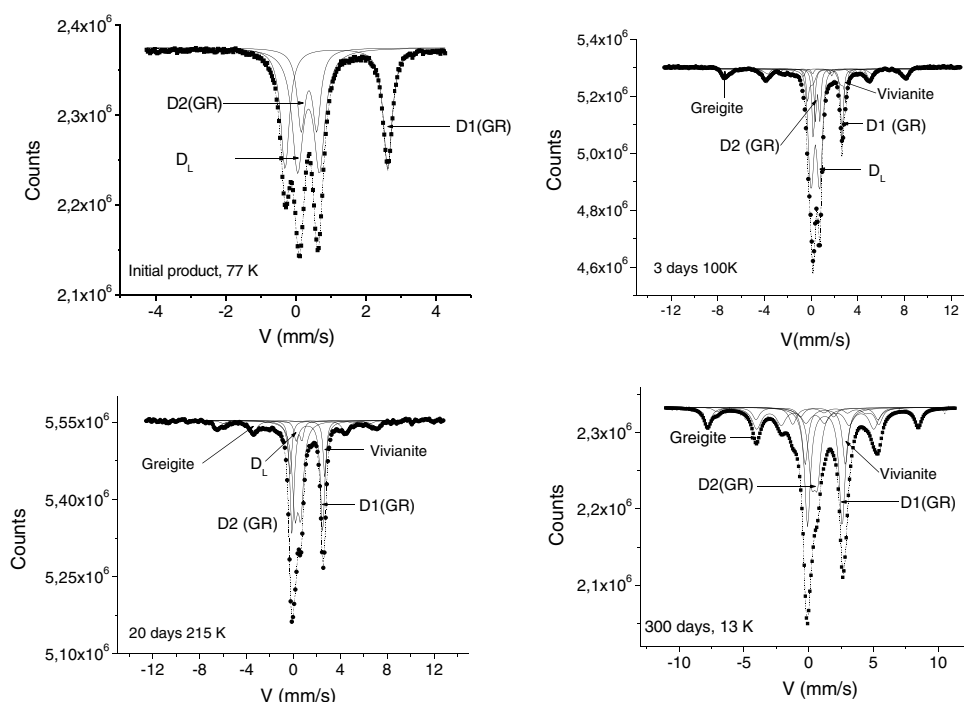 2,4x10⁶
2,3x10⁶
2,2x10⁶
2,1x10⁶
Counts
D2(GR)
D1(GR)
D_L
Initial product, 77 K
-4 -2 0 2 4
V (mm/s)
5,4x10⁶
5,2x10⁶
5,0x10⁶
4,8x10⁶
4,6x10⁶
Counts
Greigite
Vivianite
D1 (GR)
D2 (GR)
D_L
3 days 100K
-12 -8 -4 0 4 8 12
V(mm/s)
5,55x10⁶
5,40x10⁶
5,25x10⁶
5,10x10⁶
Counts
Greigite
D_L
Vivianite
D2 (GR)
D1(GR)
20 days 215 K
-12 -8 -4 0 4 8 12
V (mm/s)
2,3x10⁶
2,2x10⁶
2,1x10⁶
Counts
Greigite
Vivianite
D2(GR)
D1(GR)
300 days, 13 K
-10 -5 0 5 10
V (mm/s)